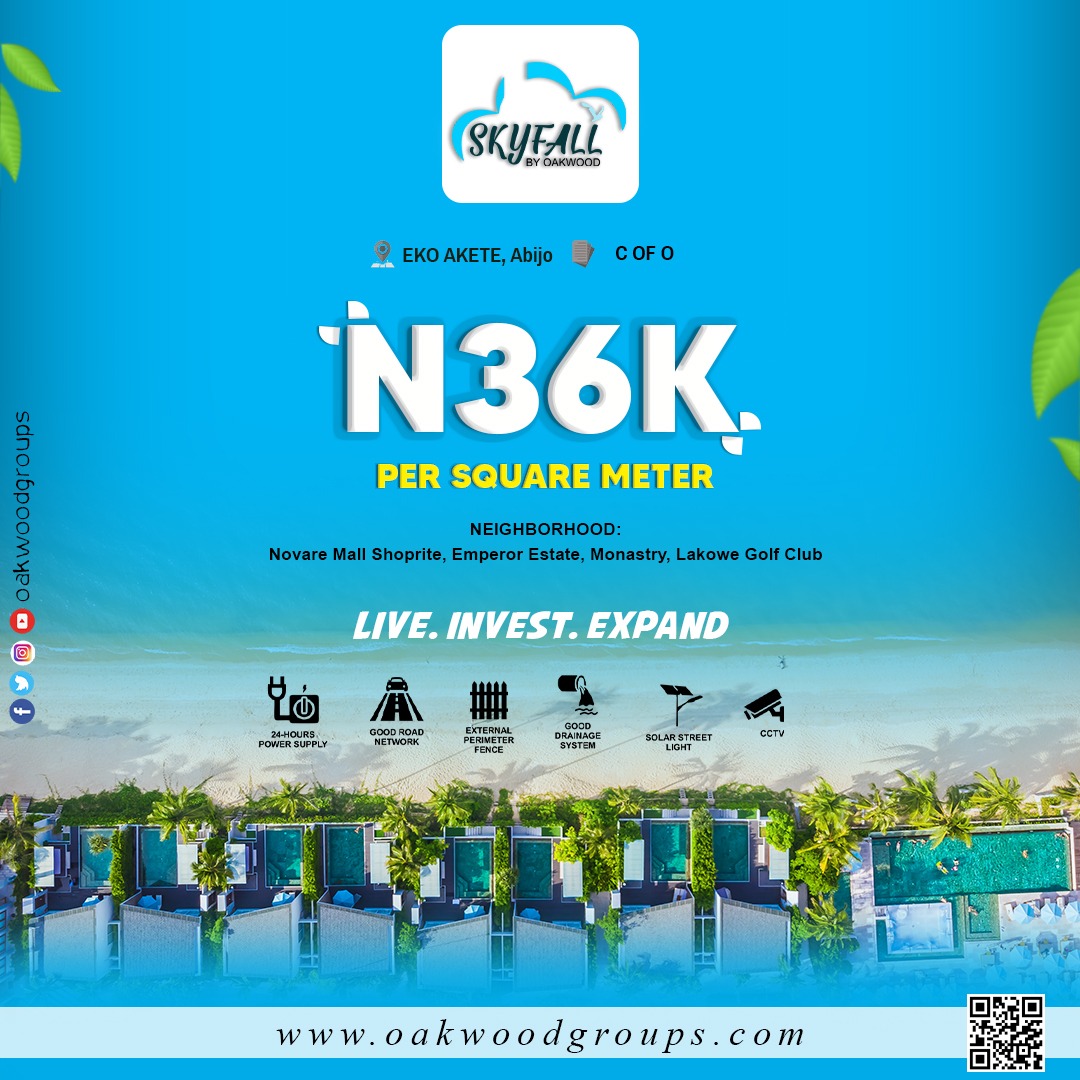 SKYFALL
BY OAKWOOD
EKO AKETE, Abijo C OF O
N36K
PER SQUARE METER
NEIGHBORHOOD:
Novare Mall Shoprite, Emperor Estate, Monastry, Lakowe Golf Club
LIVE. INVEST. EXPAND
24-HOURS
POWER SUPPLY
GOOD ROAD
NETWORK
EXTERNAL
PERIMETER
FENCE
GOOD
DRAINAGE
SYSTEM
SOLAR STREET
LIGHT
CCTV
oakwoodgroups
www.oakwoodgroups.com